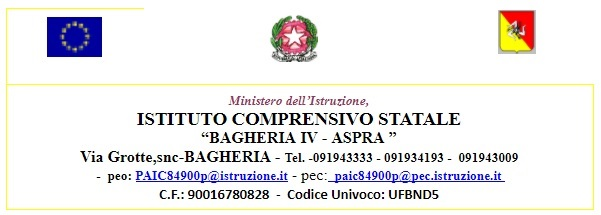 Ministero dell'Istruzione,
ISTITUTO COMPRENSIVO STATALE
“BAGHERIA IV - ASPRA ”
Via Grotte,snc-BAGHERIA - Tel. -091943333 - 091934193 - 091943009
- peo: PAIC84900p@istruzione.it - pec: paic84900p@pec.istruzione.it
C.F.: 90016780828 - Codice Univoco: UFBND5